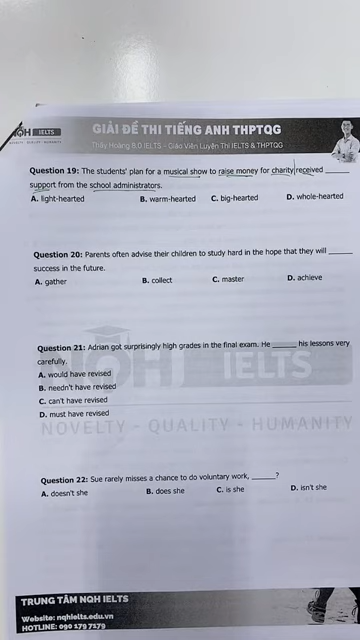 NQH IELTS
NOVELTY - QUALITY - HUMANITY
GIẢI ĐỀ THI TIẾNG ANH THPTQG
Thầy Hoàng 8.0 IELTS - Giáo Viên Luyện Thi IELTS & THPTQG
Question 19: The students' plan for a musical show to raise money for charity received ______
support from the school administrators.
A. light-hearted B. warm-hearted C. big-hearted D. whole-hearted
Question 20: Parents often advise their children to study hard in the hope that they will ______
success in the future.
A. gather B. collect C. master D. achieve
Question 21: Adrian got surprisingly high grades in the final exam. He ______ his lessons very
carefully.
A. would have revised
B. needn't have revised
C. can't have revised
D. must have revised
NQH IELTS
NOVELTY - QUALITY - HUMANITY
Question 22: Sue rarely misses a chance to do voluntary work, ______?
A. doesn't she B. does she C. is she D. isn't she
TRUNG TÂM NQH IELTS
Website: nqhielts.edu.vn
HOTLINE: 090 179 7179